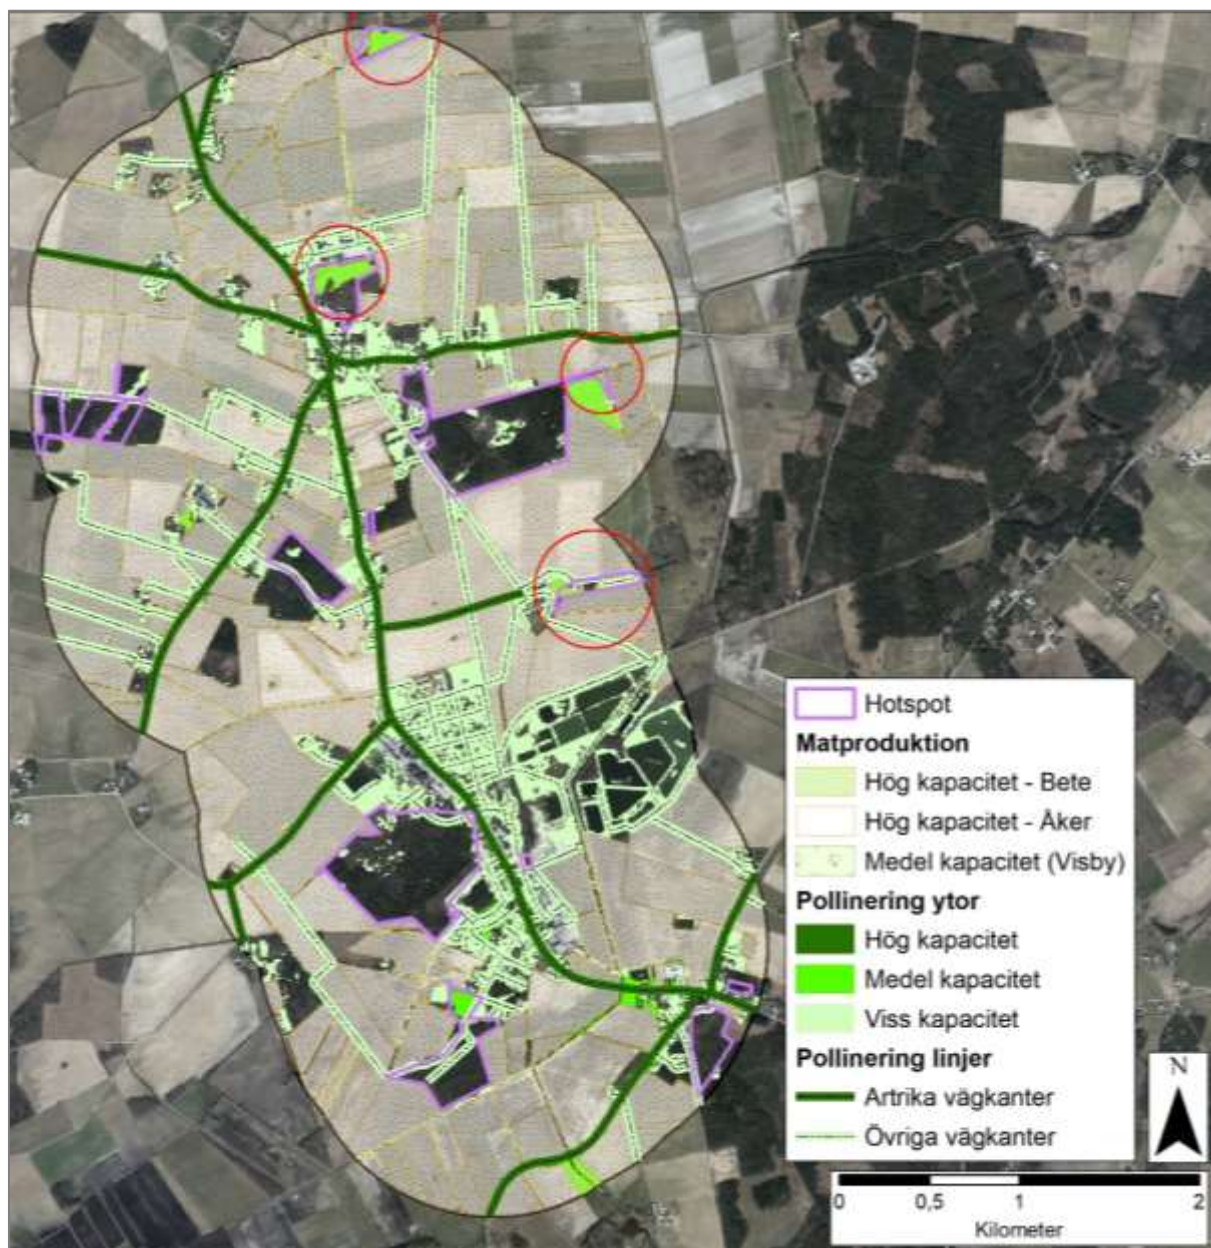 Hotspot
Matproduktion
Hög kapacitet - Bete
Hög kapacitet - Åker
Medel kapacitet (Visby)
Pollinering ytor
Hög kapacitet
Medel kapacitet
Viss kapacitet
Pollinering linjer
Artrika vägkanter
Övriga vägkanter
N
0 0,5 1 2
Kilometer